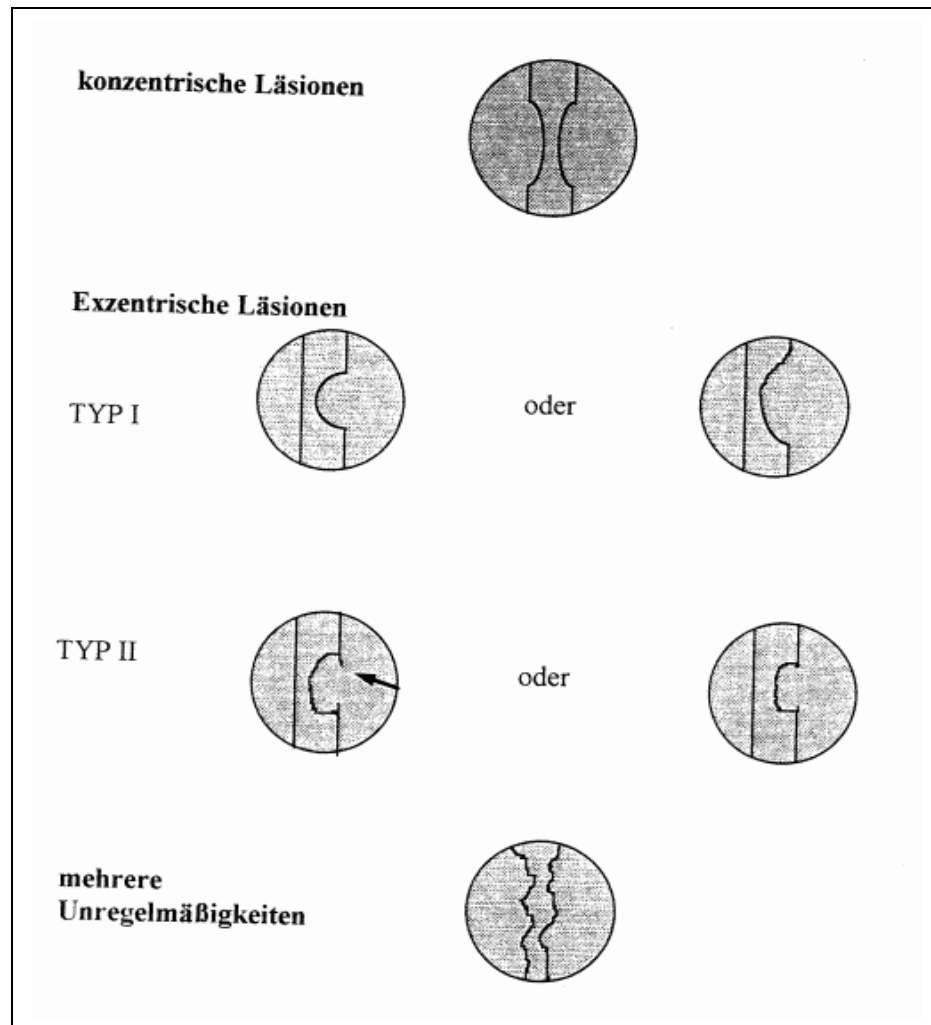 konzentrische Läsionen
Exzentrische Läsionen
TYP I
oder
TYP II
oder
mehrere
Unregelmäßigkeiten